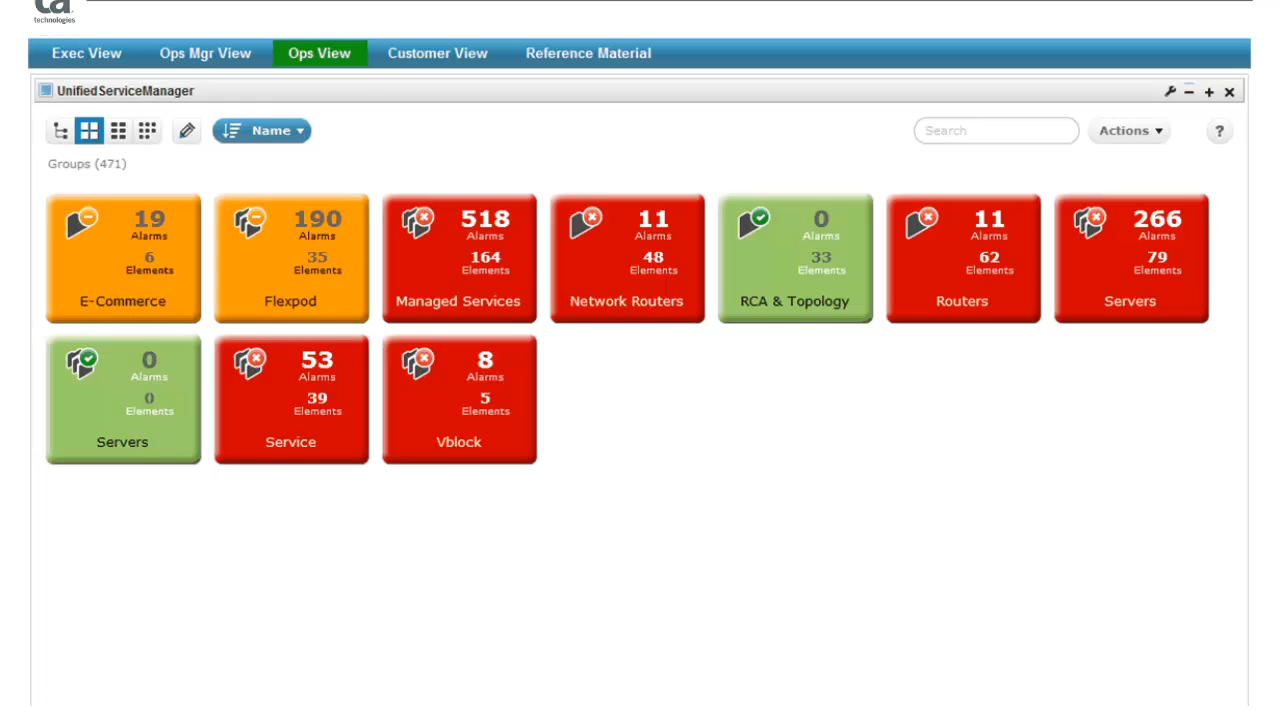 ca
technologies
Exec View Ops Mgr View Ops View Customer View Reference Material
UnifiedServiceManager
Name Search Actions ?
Groups (471)
19 190 518 11 0 11 266
Alarms Alarms Alarms Alarms Alarms Alarms Alarms
6 35 164 48 33 62 79
Elements Elements Elements Elements Elements Elements Elements
E-Commerce Flexpod Managed Services Network Routers RCA & Topology Routers Servers
0 53 8
Alarms Alarms Alarms
0 39 5
Elements Elements Elements
Servers Service Vblock